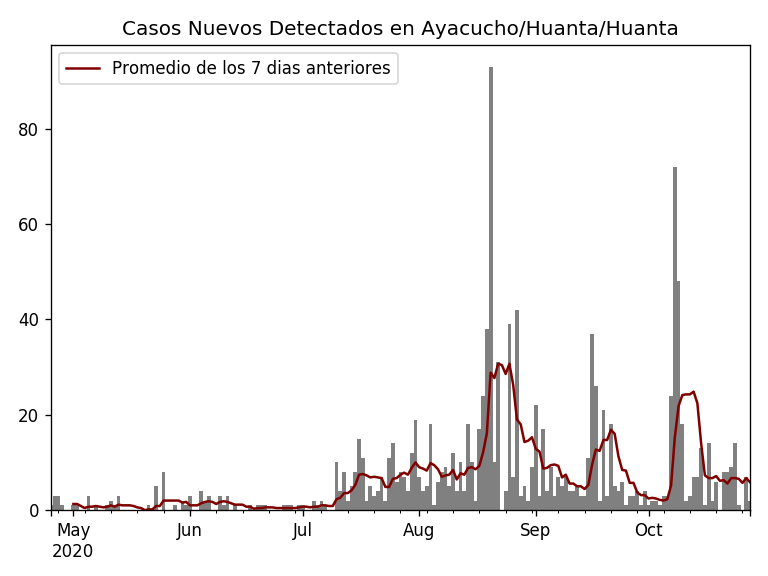 Casos Nuevos Detectados en Ayacucho/Huanta/Huanta
Promedio de los 7 dias anteriores
80
60
40
20
0
May Jun Jul Aug Sep Oct
2020